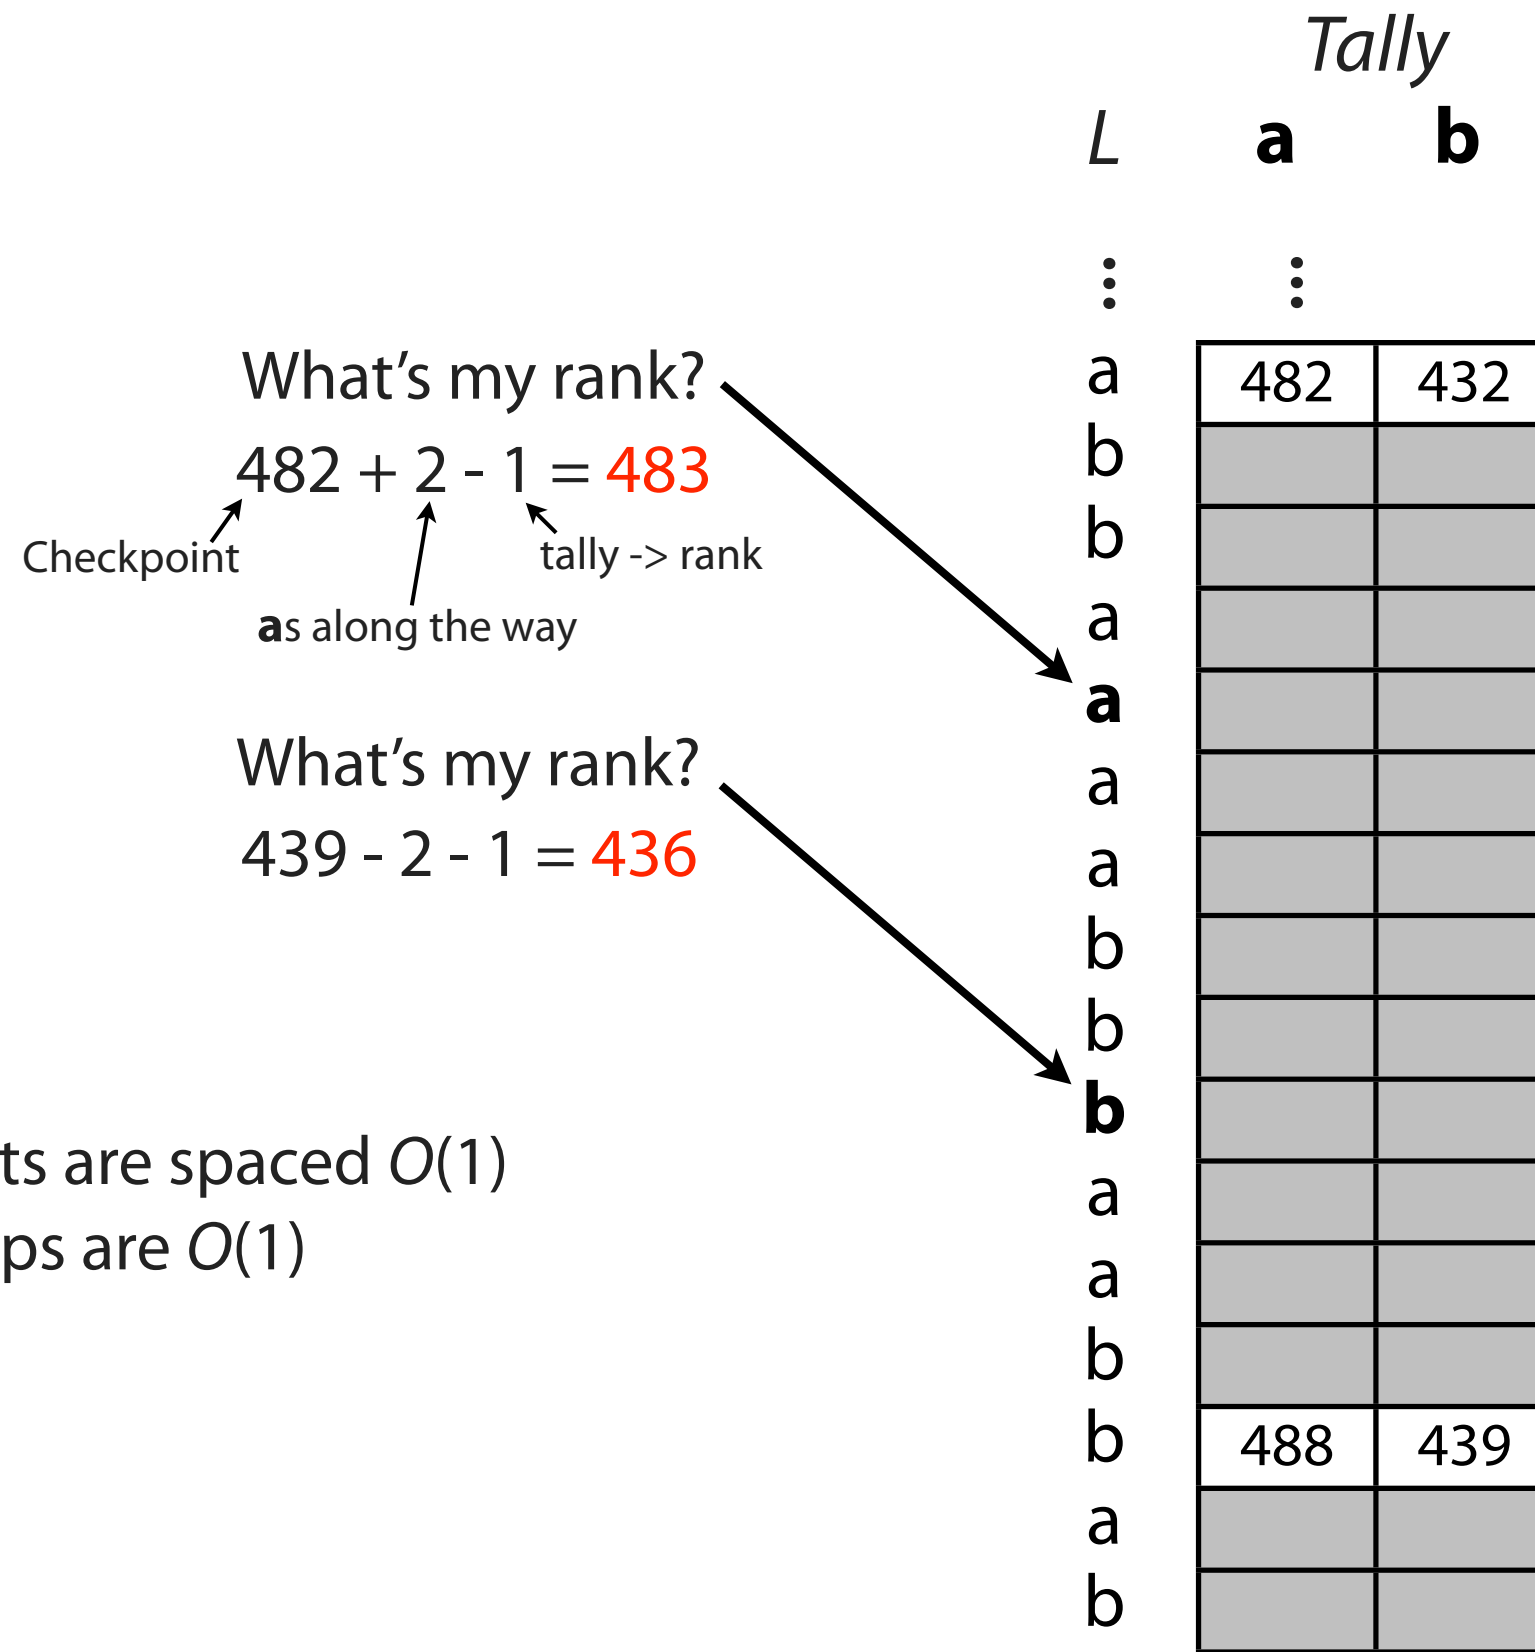 Tally
L a b
⋮ ⋮
What's my rank?
482 + 2 - 1 = 483
Checkpoint
tally -> rank
as along the way
What's my rank?
439 - 2 - 1 = 436
ts are spaced O(1)
ps are O(1)
a 482 432
b
b
a
a
a
a
b
b
b
a
a
b
b 488 439
a
b